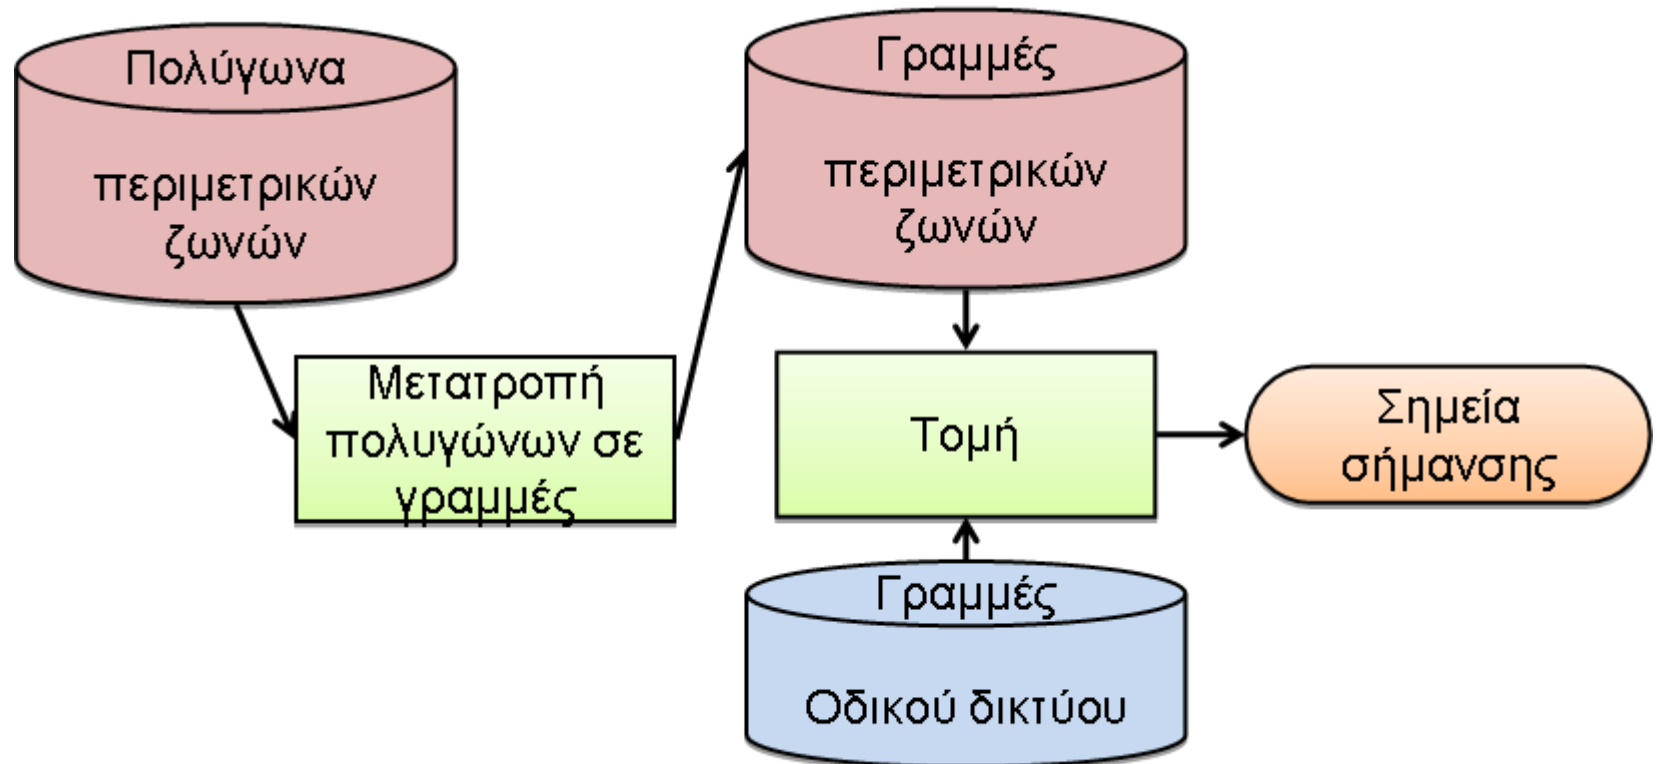 Πολύγωνα
περιμετρικών
ζωνών
Μετατροπή
πολυγώνων σε
γραμμές
Γραμμές
περιμετρικών
ζωνών
Τομή
Γραμμές
Οδικού δικτύου
Σημεία
σήμανσης